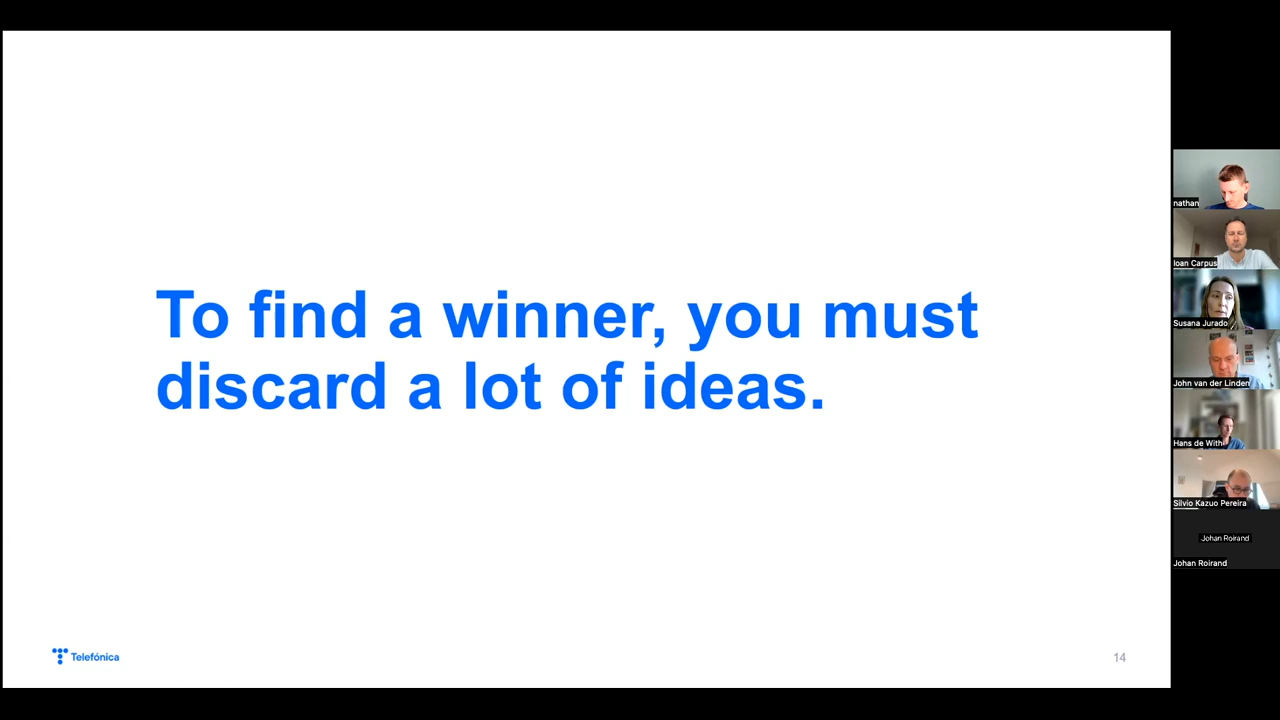 To find a winner, you must
discard a lot of ideas.
Telefónica
14
nathan
Ioan Carpus
Susana Jurado
John van der Linden
Hans de With
Silvio Kazuo Pereira
Johan Roirand
Johan Roirand